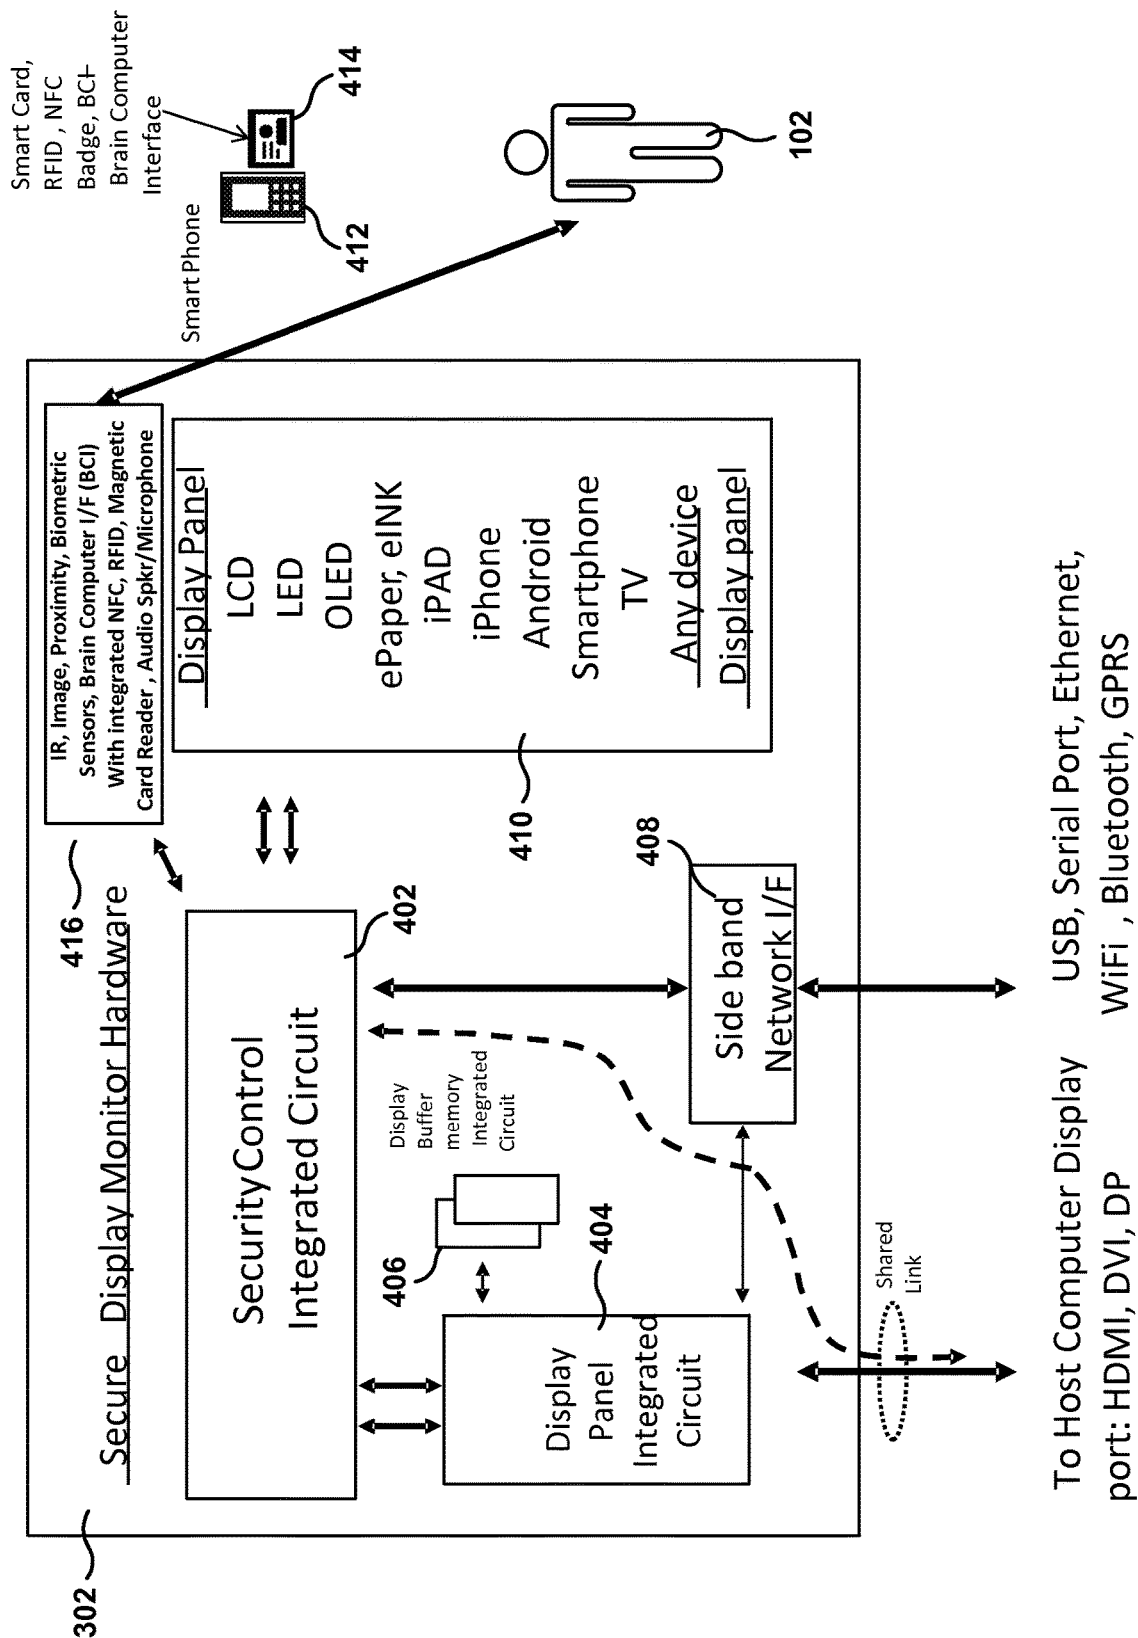 302
Secure Display Monitor Hardware
416
IR, Image, Proximity, Biometric
Sensors, Brain Computer I/F (BCI)
With integrated NFC, RFID, Magnetic
Card Reader , Audio Spkr/Microphone
Smart Phone
Smart Card,
RFID , NFC
Badge, BCI-
Brain Computer
Interface
412
414
Security Control
Integrated Circuit
402
Display Panel
LCD
LED
OLED
ePaper, eINK
iPAD
iPhone
Android
Smartphone
TV
Any device
Display panel
410
102
406
Display
Buffer
memory
Integrated
Circuit
Display
Panel
Integrated
Circuit
404
Side band
Network I/F
408
Shared
Link
To Host Computer Display
port: HDMI, DVI, DP
USB, Serial Port, Ethernet,
WiFi , Bluetooth, GPRS